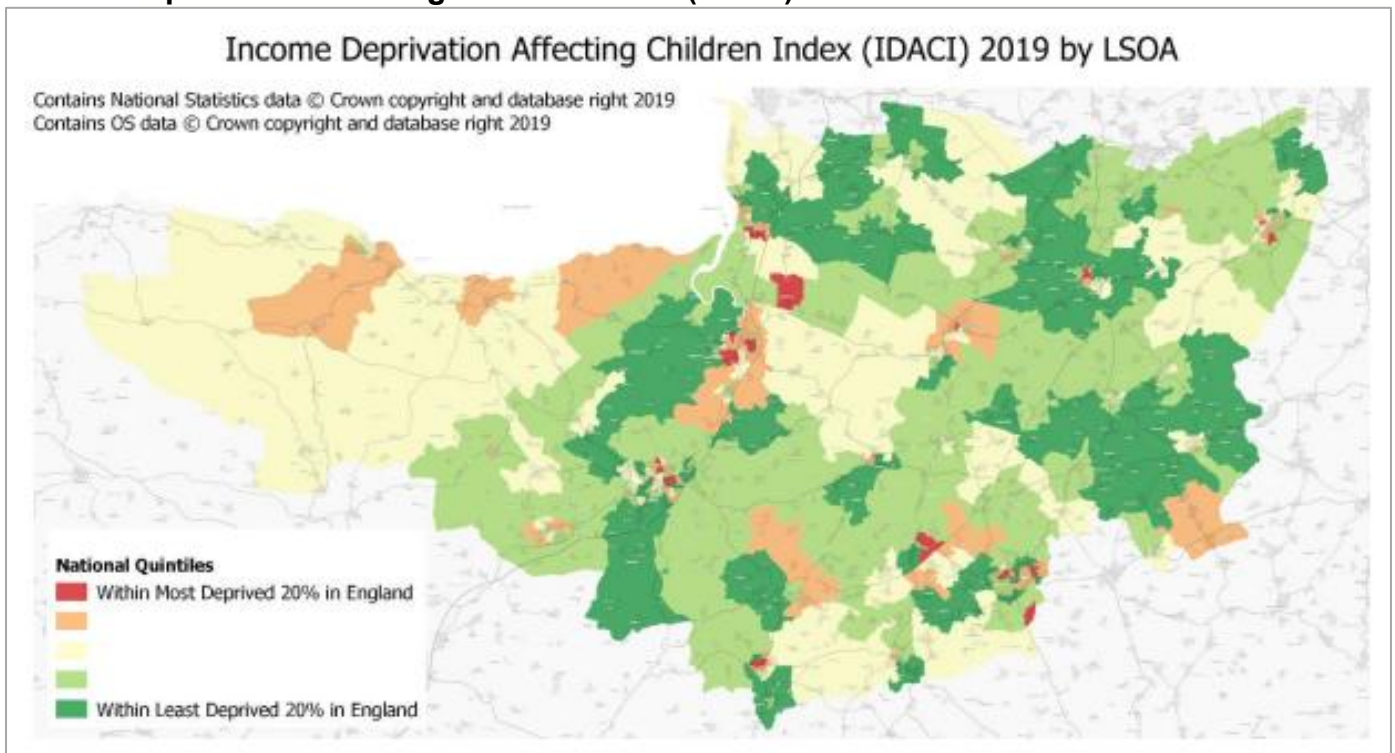 Income Deprivation Affecting Children Index (IDACI) 2019 by LSOA
Contains National Statistics data © Crown copyright and database right 2019
Contains OS data © Crown copyright and database right 2019
National Quintiles
Within Most Deprived 20% in England
Within Least Deprived 20% in England